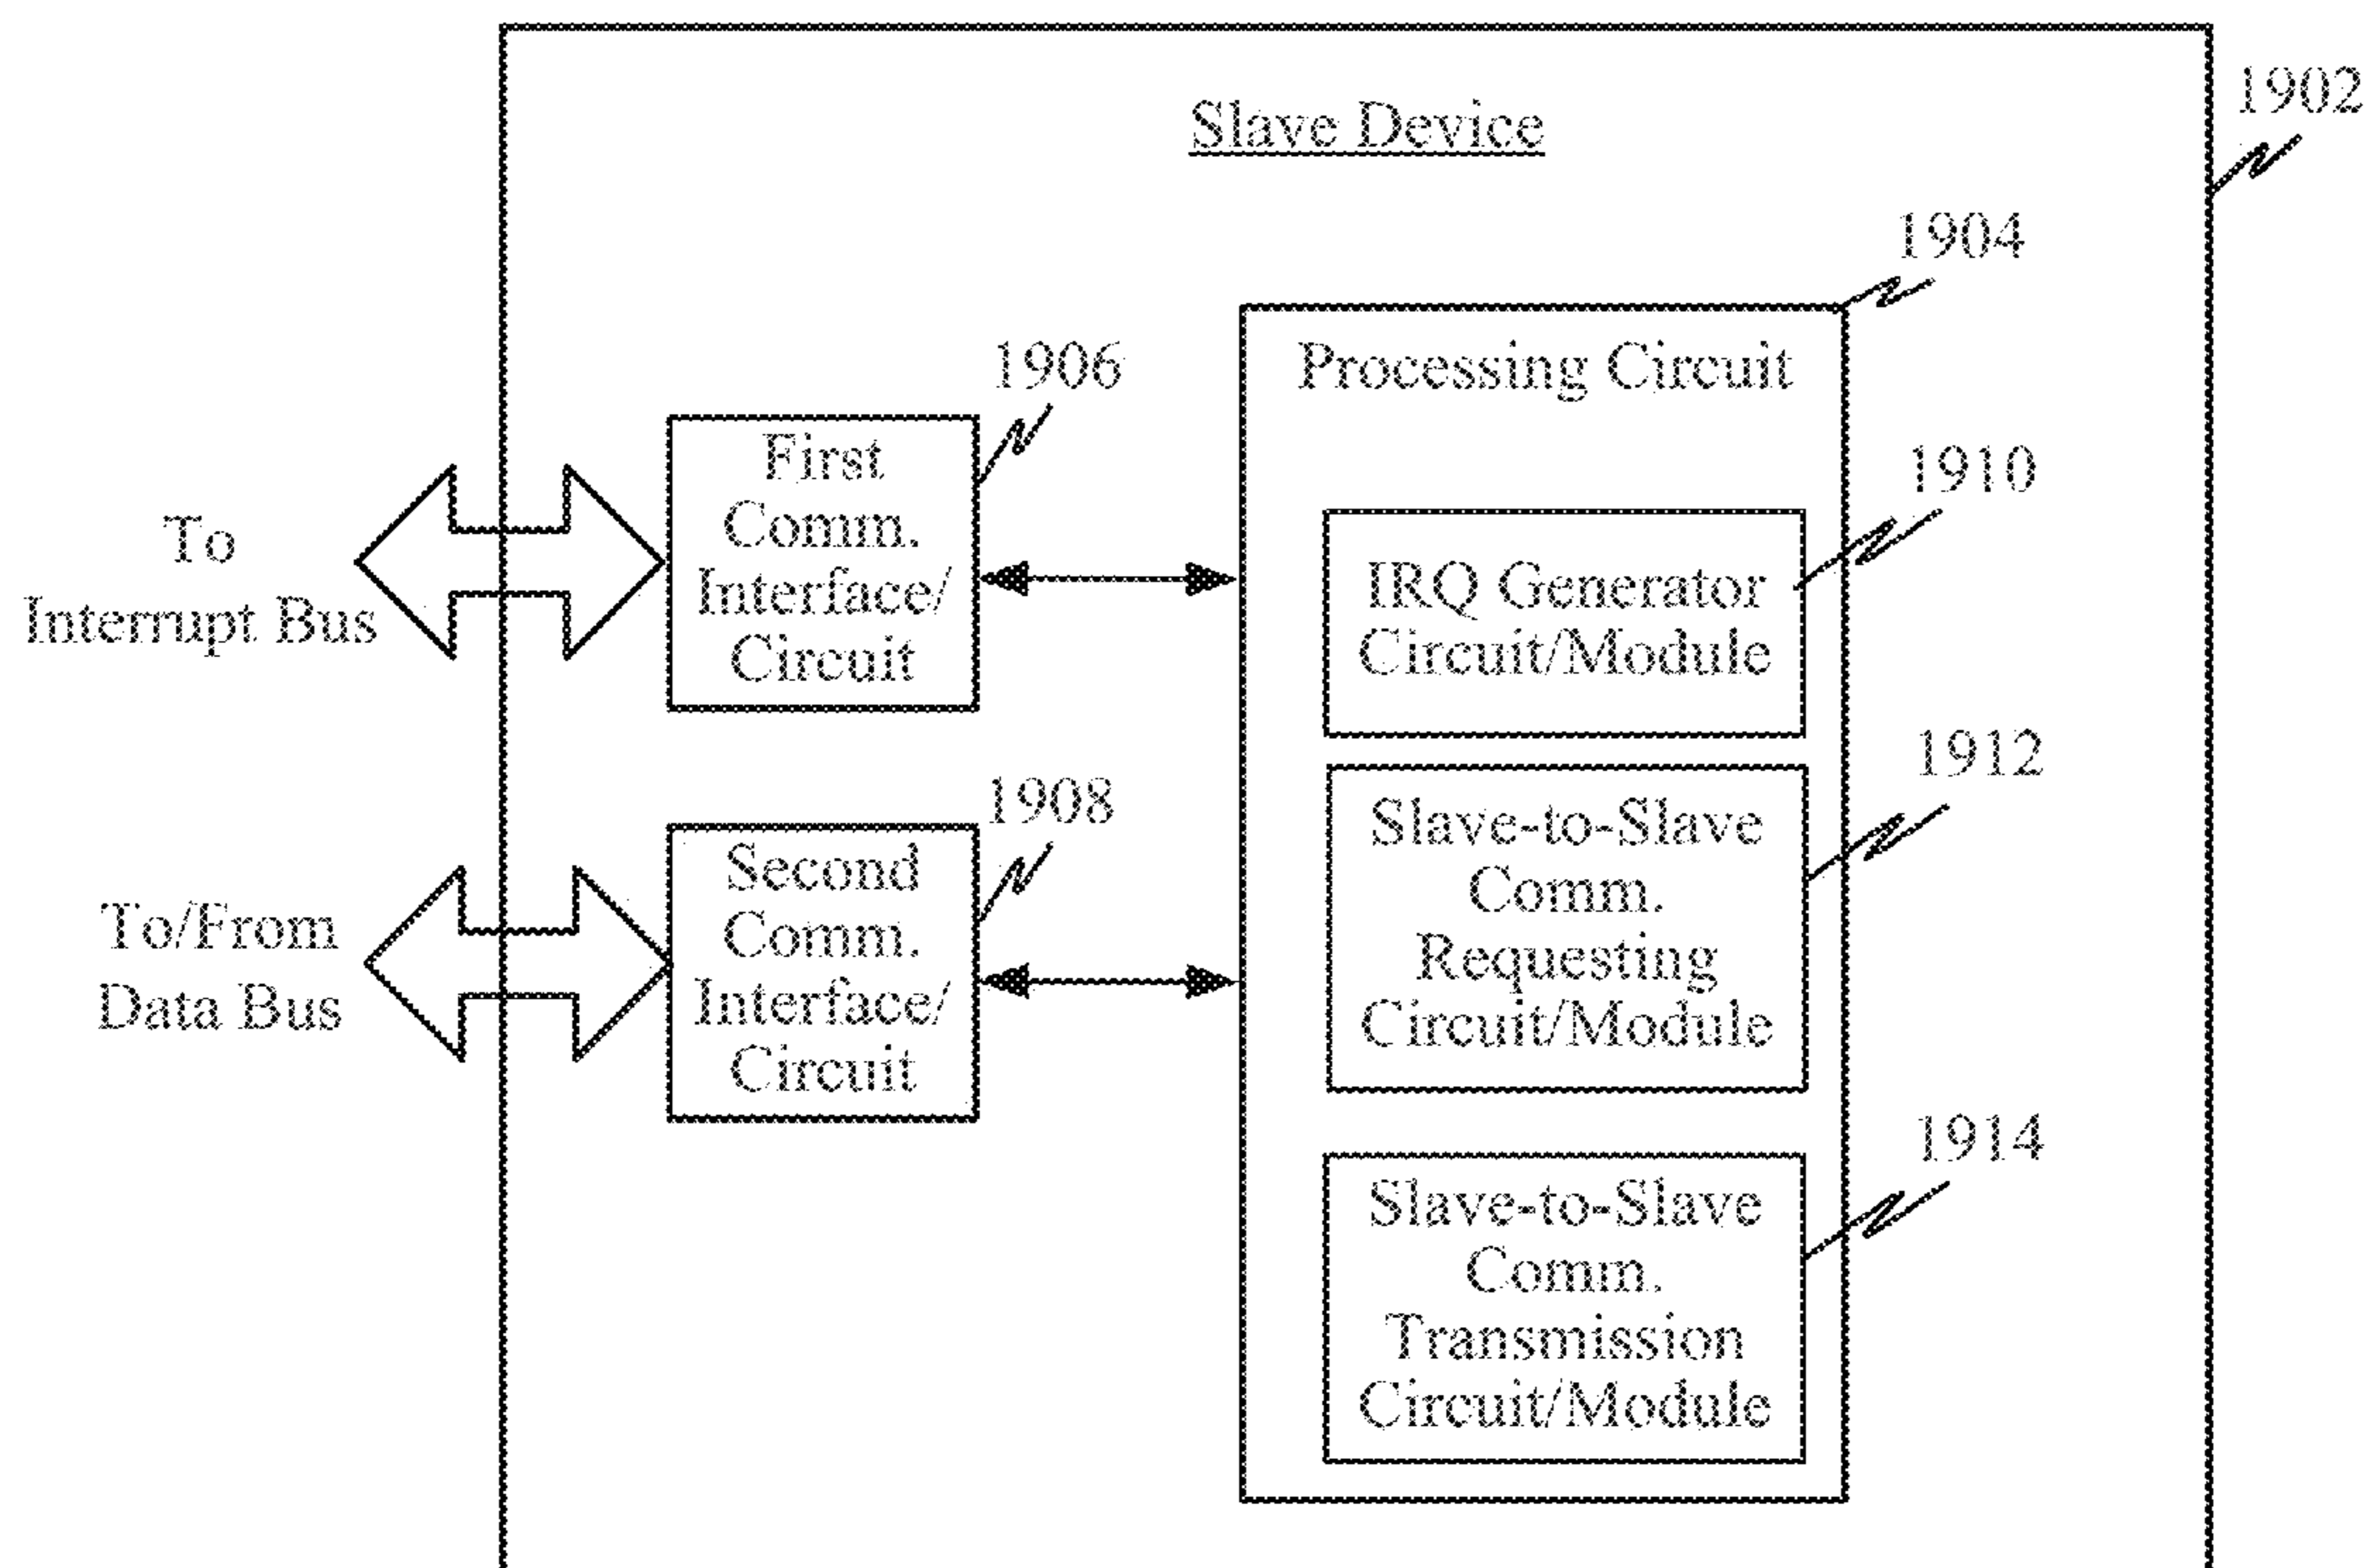 Slave Device
1902
1904
Processing Circuit
1906
First
Comm.
Interface/
Circuit
To
Interrupt Bus
1910
IRQ Generator
Circuit/Module
1912
Slave-to-Slave
Comm.
Requesting
Circuit/Module
1908
Second
Comm.
Interface/
Circuit
To/From
Data Bus
1914
Slave-to-Slave
Comm.
Transmission
Circuit/Module